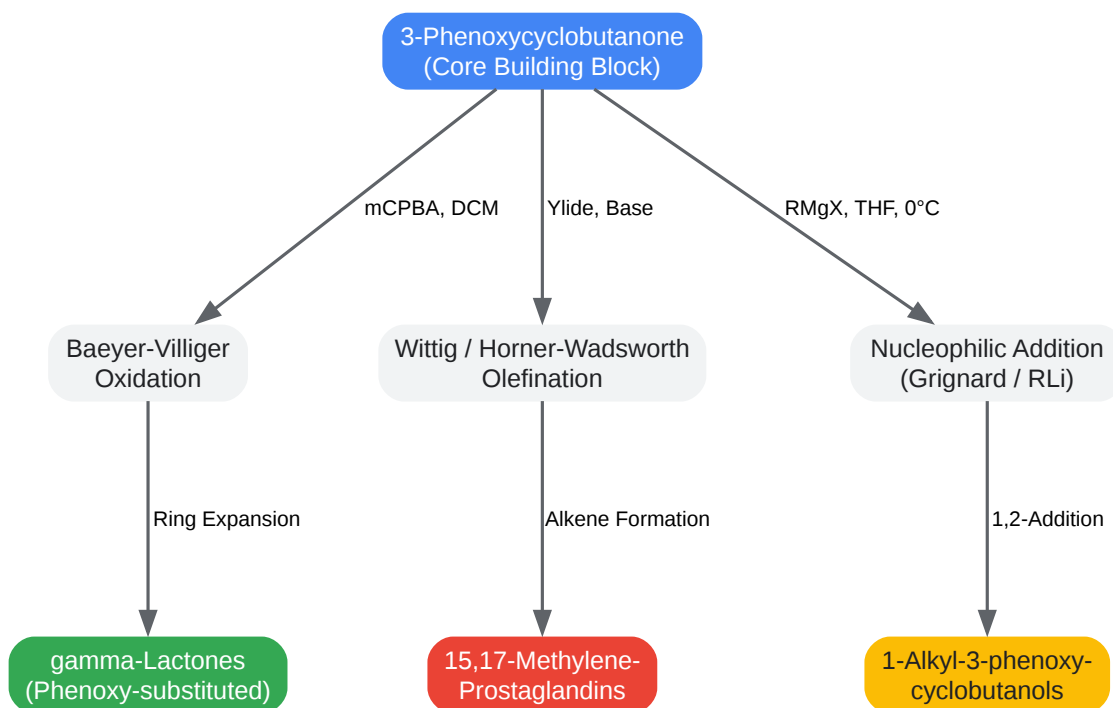 3-Phenoxycyclobutanone
(Core Building Block)
mCPBA, DCM
Ylide, Base
RMgX, THF, 0°C
Baeyer-Villiger
Oxidation
Wittig / Horner-Wadsworth
Olefination
Nucleophilic Addition
(Grignard / RLi)
Ring Expansion
Alkene Formation
1,2-Addition
gamma-Lactones
(Phenoxy-substituted)
15,17-Methylene-
Prostaglandins
1-Alkyl-3-phenoxy-
cyclobutanols